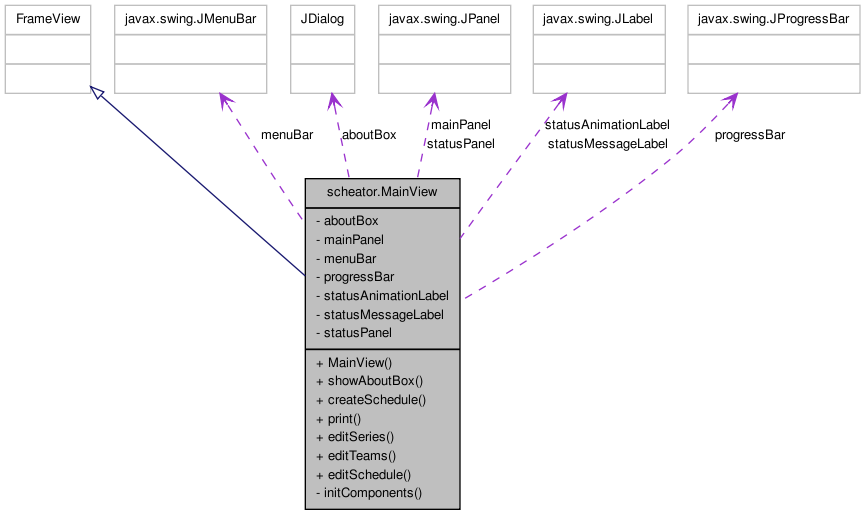 FrameView
javax.swing.JMenuBar
JDialog
javax.swing.JPanel
javax.swing.JLabel
javax.swing.JProgressBar
menuBar
aboutBox
mainPanel
statusPanel
statusAnimationLabel
statusMessageLabel
progressBar
scheator.MainView
- aboutBox
- mainPanel
- menuBar
- progressBar
- statusAnimationLabel
- statusMessageLabel
- statusPanel
+ MainView()
+ showAboutBox()
+ createSchedule()
+ print()
+ editSeries()
+ editTeams()
+ editSchedule()
- initComponents()